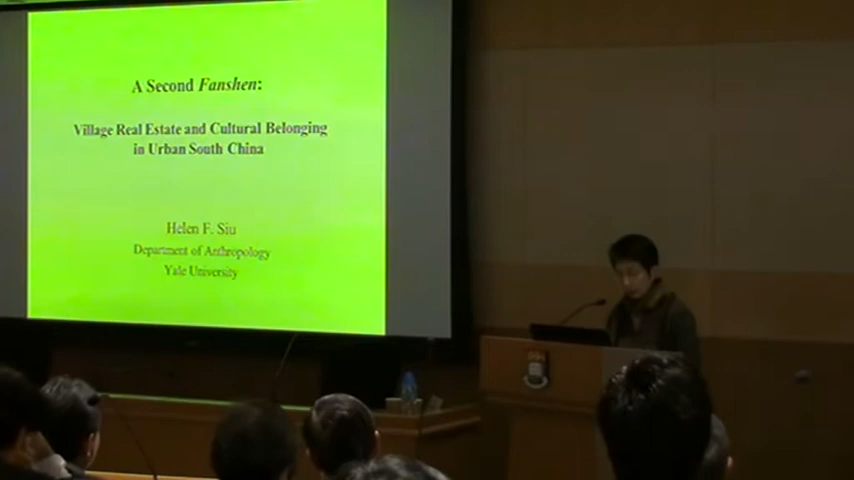 A Second Fanshen:
Village Real Estate and Cultural Belonging
in Urban South China
Helen F. Siu
Department of Anthropology
Yale University